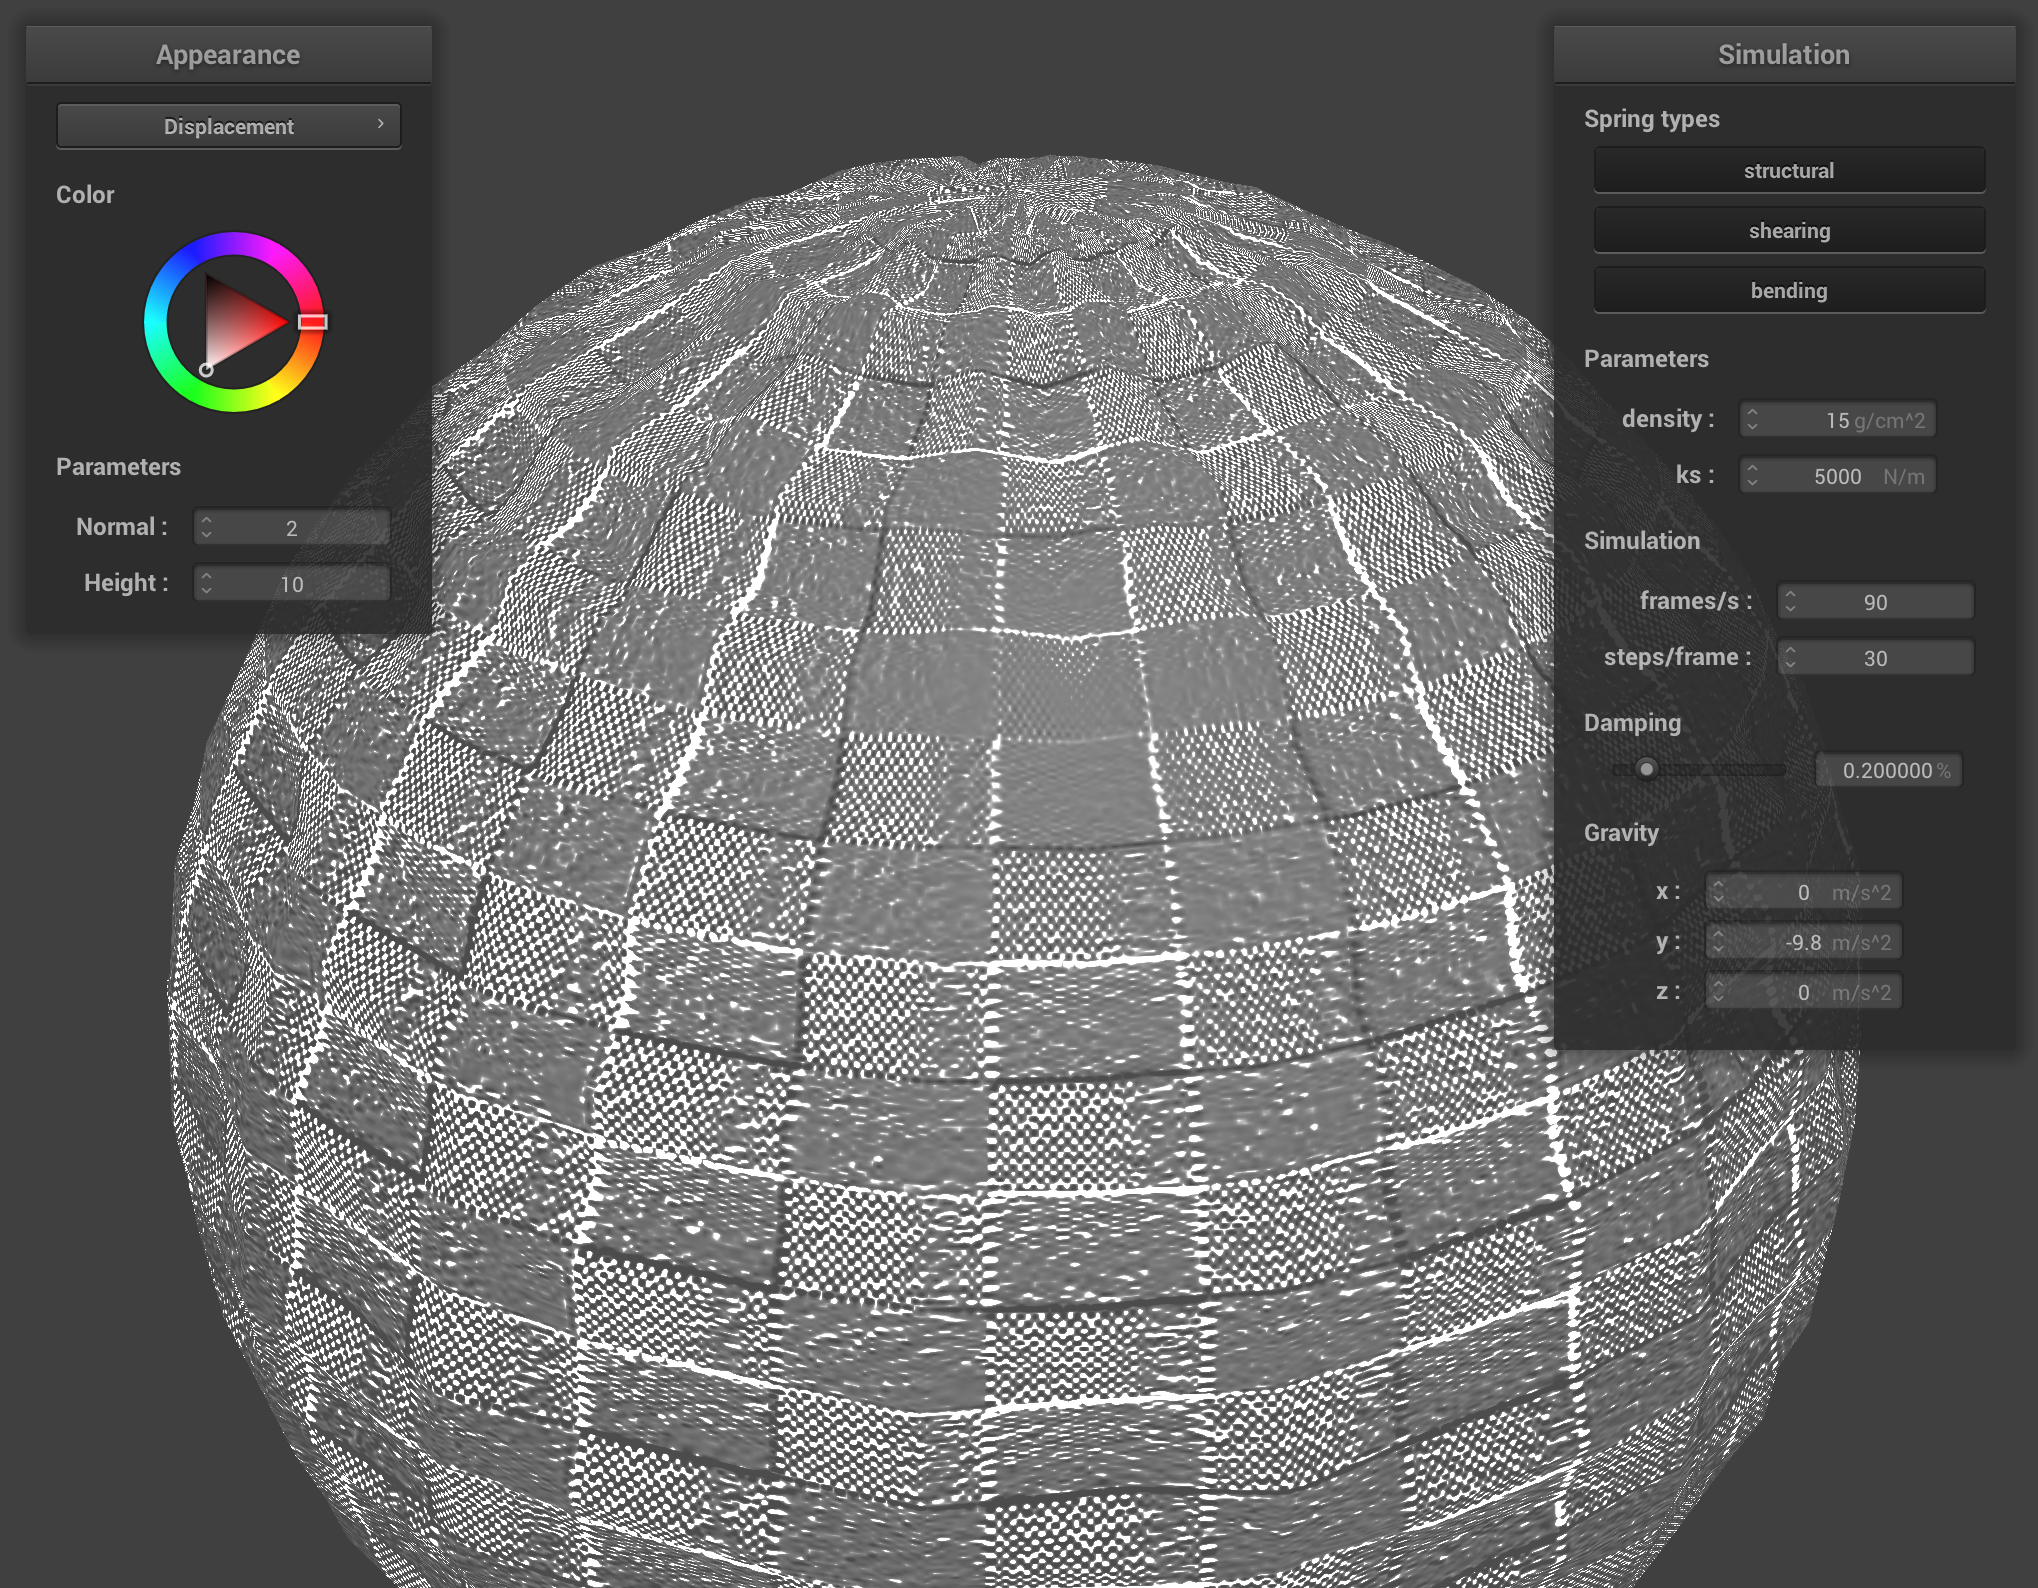 Appearance
Displacement
Color
Parameters
Normal : 2
Height : 10
Simulation
Spring types
structural
shearing
bending
Parameters
density : 15 g/cm^2
ks : 5000 N/m
Simulation
frames/s : 90
steps/frame : 30
Damping
0.200000 %
Gravity
x : 0 m/s^2
y : -9.8 m/s^2
z : 0 m/s^2